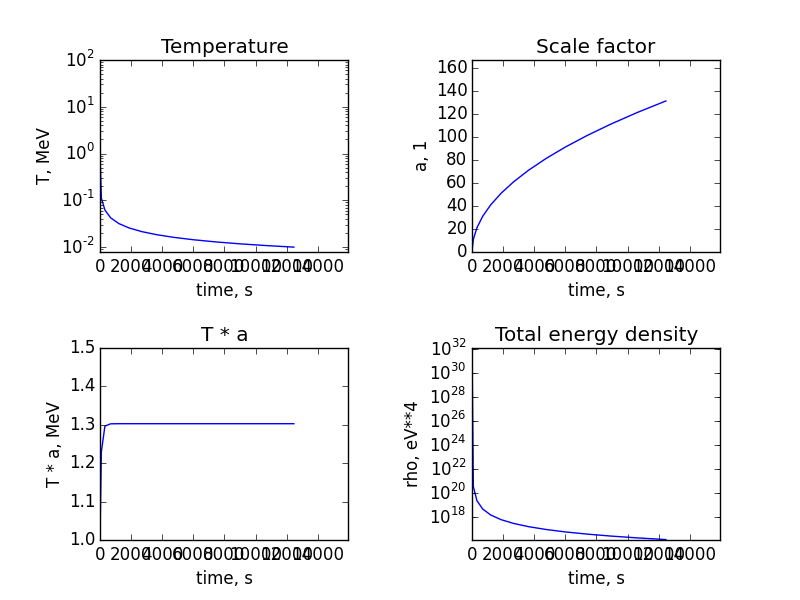 Temperature
10^2
10^1
10^0
10^-1
10^-2
T, MeV
0 2000 4000 6000 8000 10000 12000 14000
time, s
Scale factor
160
140
120
100
80
60
40
20
0
a, 1
0 2000 4000 6000 8000 10000 12000 14000
time, s
T * a
1.5
1.4
1.3
1.2
1.1
1.0
T * a, MeV
0 2000 4000 6000 8000 10000 12000 14000
time, s
Total energy density
10^32
10^30
10^28
10^26
10^24
10^22
10^20
10^18
rho, eV**4
0 2000 4000 6000 8000 10000 12000 14000
time, s